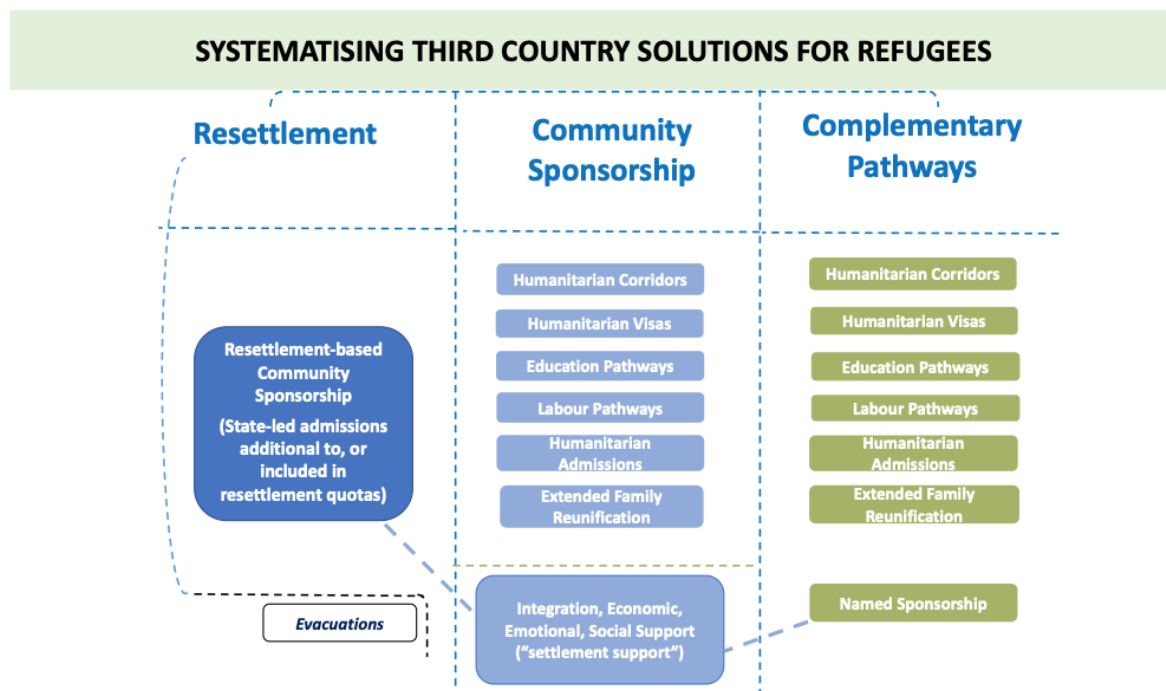 SYSTEMATISING THIRD COUNTRY SOLUTIONS FOR REFUGEES
Resettlement
Resettlement-based
Community
Sponsorship
(State-led admissions
additional to, or
included in
resettlement quotas)
Evacuations
Community
Sponsorship
Humanitarian Corridors
Humanitarian Visas
Education Pathways
Labour Pathways
Humanitarian
Admissions
Extended Family
Reunification
Integration, Economic,
Emotional, Social Support
(“settlement support”)
Complementary
Pathways
Humanitarian Corridors
Humanitarian Visas
Education Pathways
Labour Pathways
Humanitarian
Admissions
Extended Family
Reunification
Named Sponsorship